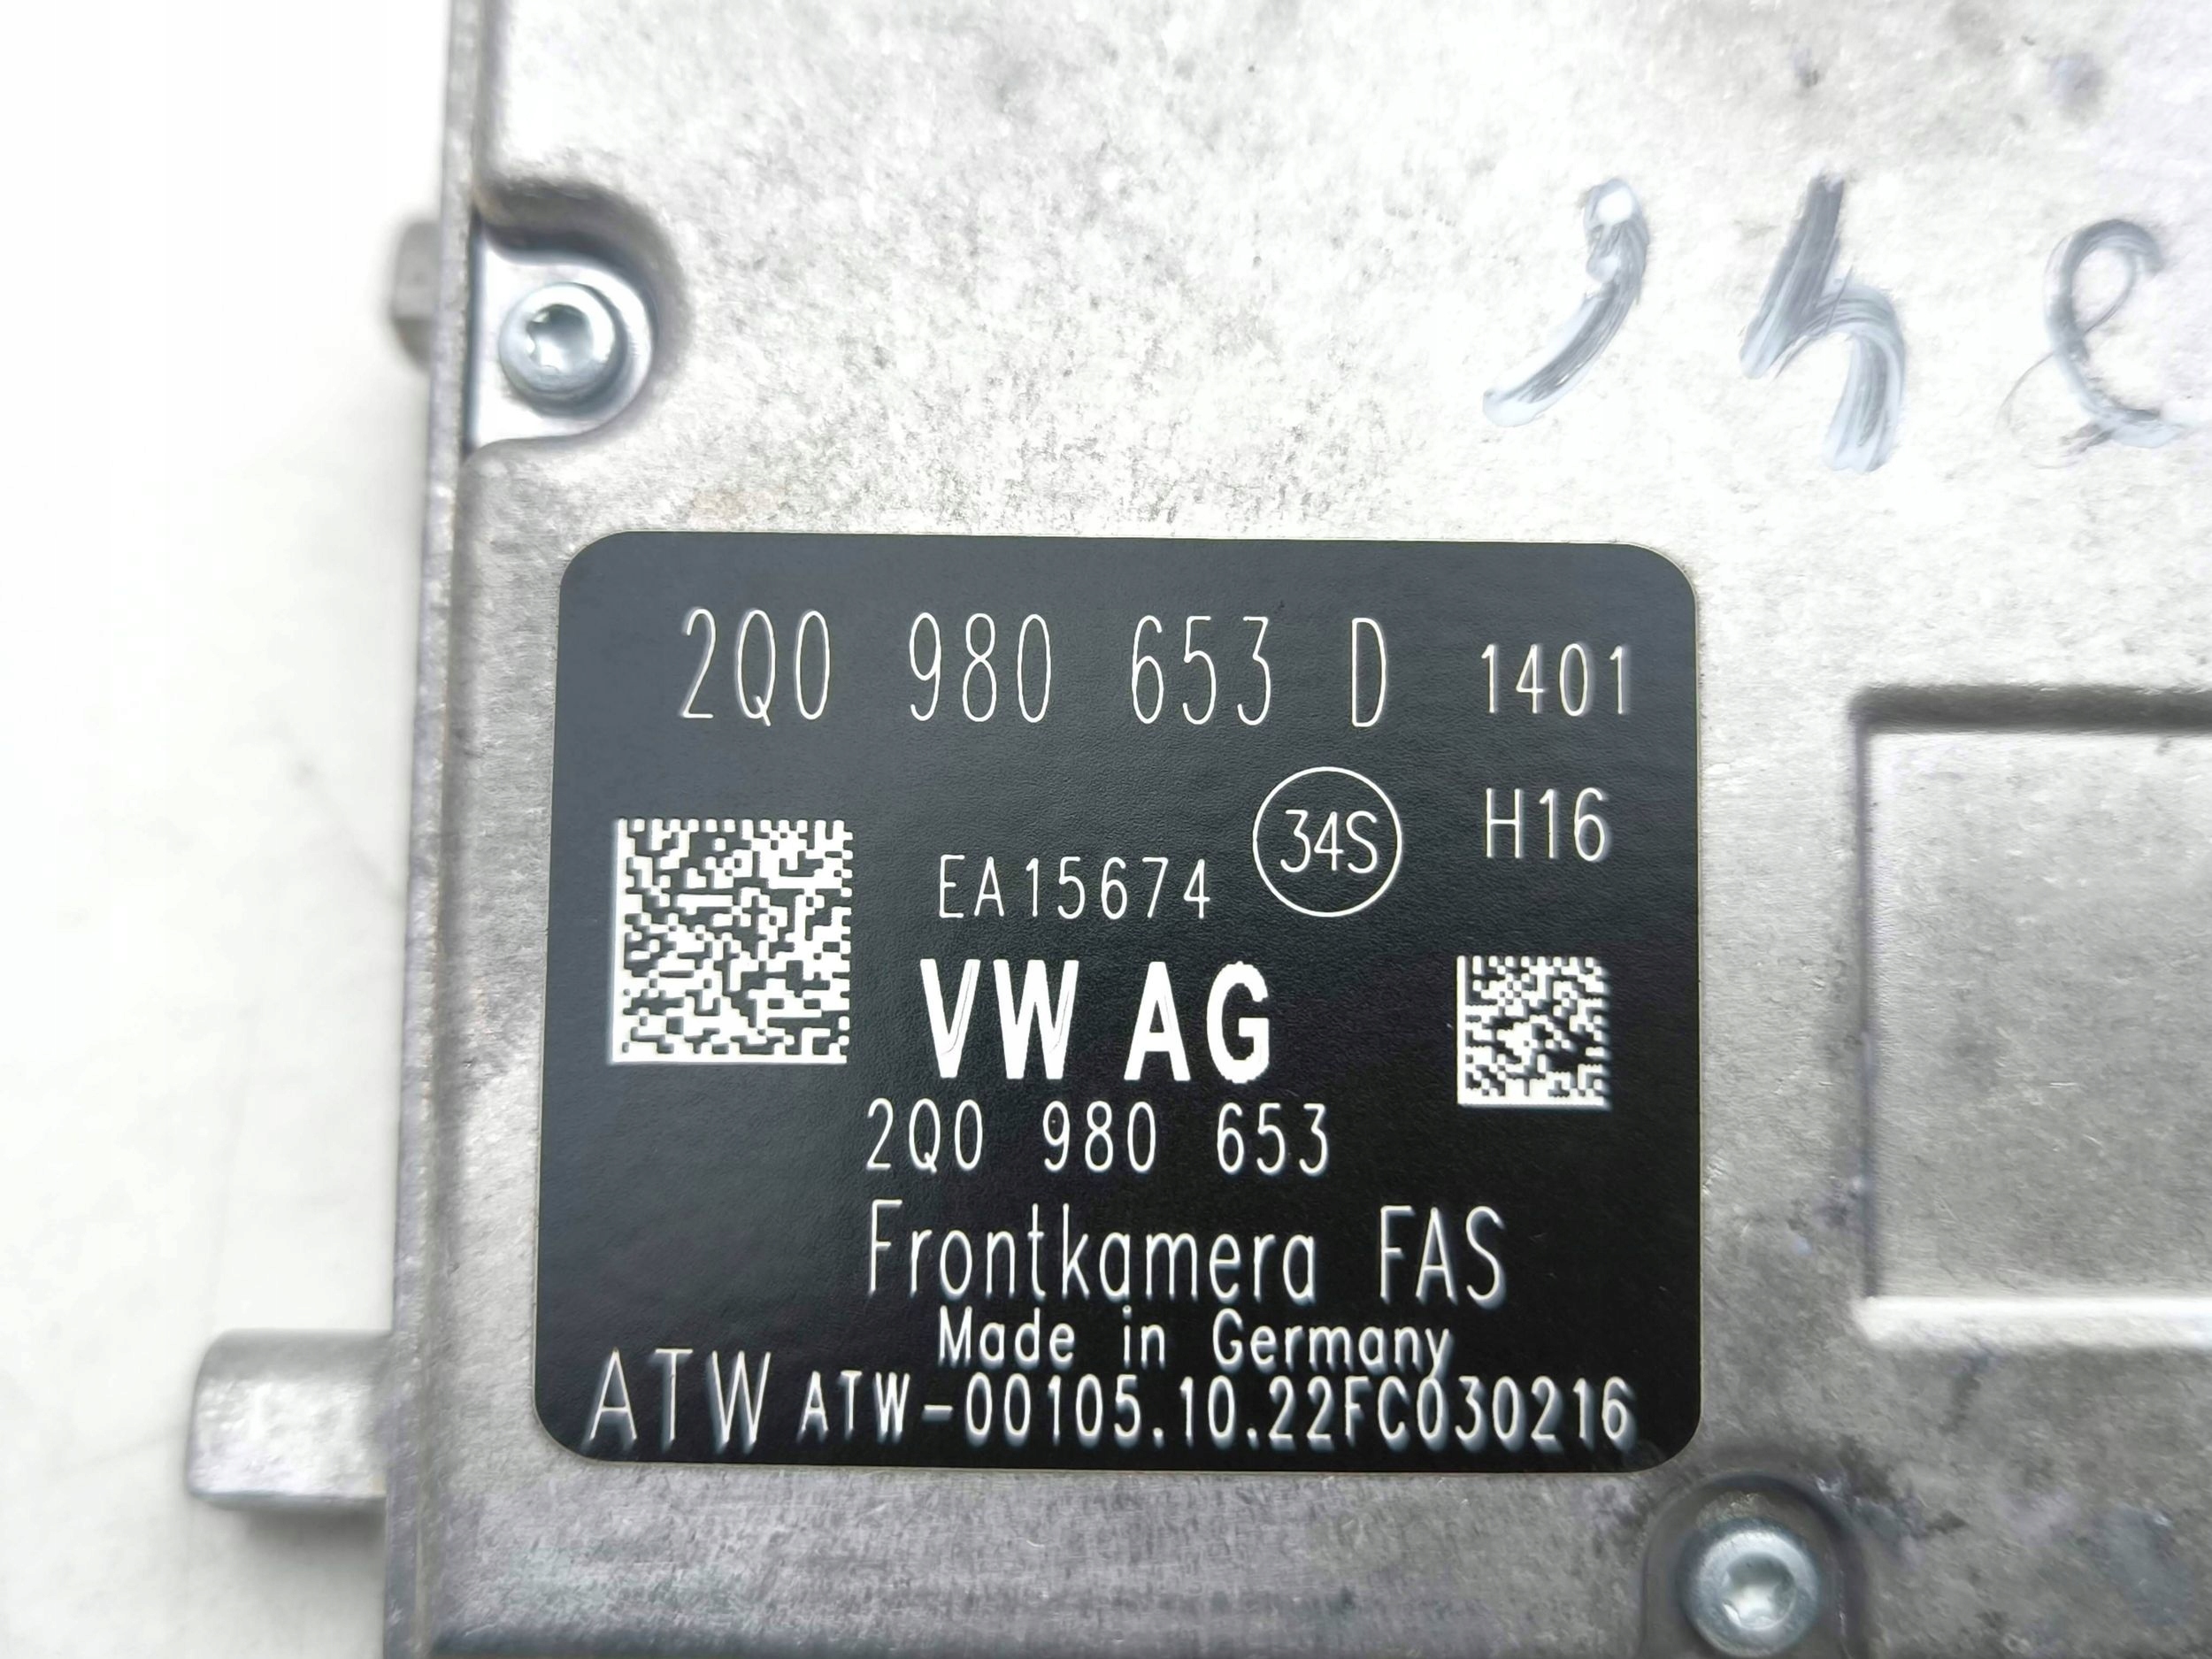 2Q0 980 653 D 1401
34S H16
EA15674
VW AG
2Q0 980 653
Frontkamera FAS
Made in Germany
ATW ATW-00105.10.22FC030216